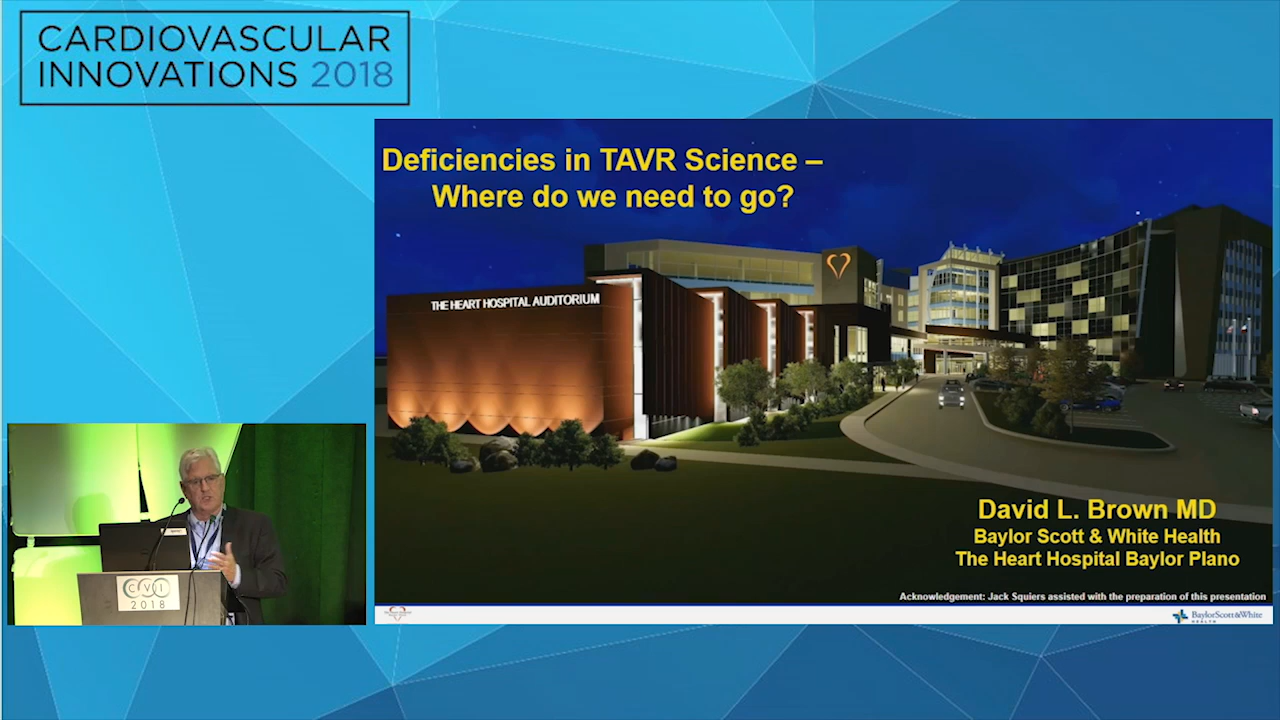 CARDIOVASCULAR
INNOVATIONS 2018
Deficiencies in TAVR Science –
Where do we need to go?
THE HEART HOSPITAL AUDITORIUM
David L. Brown MD
Baylor Scott & White Health
The Heart Hospital Baylor Plano
Acknowledgement: Jack Squiers assisted with the preparation of this presentation
BaylorScott&White
HEALTH
CVI
2018